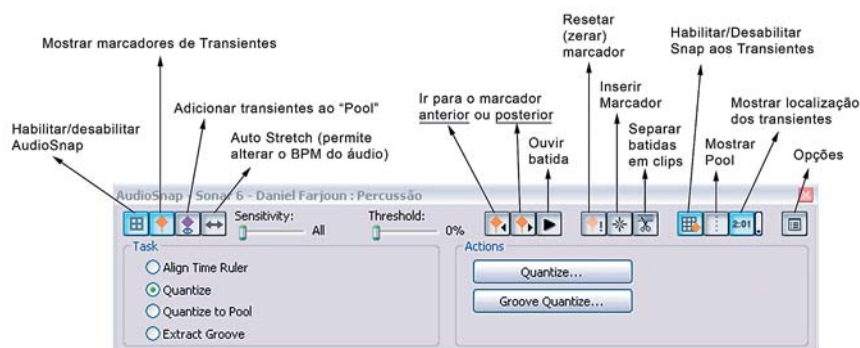 Mostrar marcadores de Transientes
Adicionar transientes ao “Pool”
Habilitar/desabilitar
AudioSnap
Auto Stretch (permite
alterar o BPM do áudio)
Ir para o marcador
anterior ou posterior
Ouvir
batida
Resetar
(zerar)
marcador
Inserir
Marcador
Separar
batidas
em clips
Habilitar/Desabilitar
Snap aos Transientes
Mostrar
Pool
Mostrar localização
dos transientes
Opções
AudioSnap - Sonar 6 - Daniel Farjoun : Percussão
Sensitivity:
All
Threshold:
0%
2:01
Task
Align Time Ruler
Quantize
Quantize to Pool
Extract Groove
Actions
Quantize...
Groove Quantize...